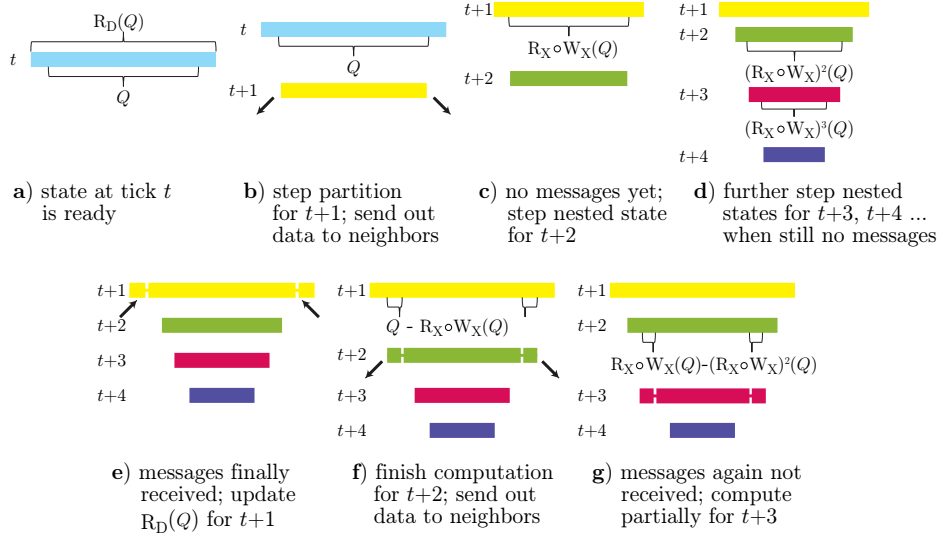 R_D(Q)
t
Q
a) state at tick t
is ready
t
Q
t+1
b) step partition
for t+1; send out
data to neighbors
t+1
R_X∘W_X(Q)
t+2
c) no messages yet;
step nested state
for t+2
t+1
t+2
(R_X∘W_X)²(Q)
t+3
(R_X∘W_X)³(Q)
t+4
d) further step nested
states for t+3, t+4 ...
when still no messages
t+1
t+2
t+3
t+4
e) messages finally
received; update
R_D(Q) for t+1
t+1
Q - R_X∘W_X(Q)
t+2
t+3
t+4
f) finish computation
for t+2; send out
data to neighbors
t+1
t+2
R_X∘W_X(Q)-(R_X∘W_X)²(Q)
t+3
t+4
g) messages again not
received; compute
partially for t+3